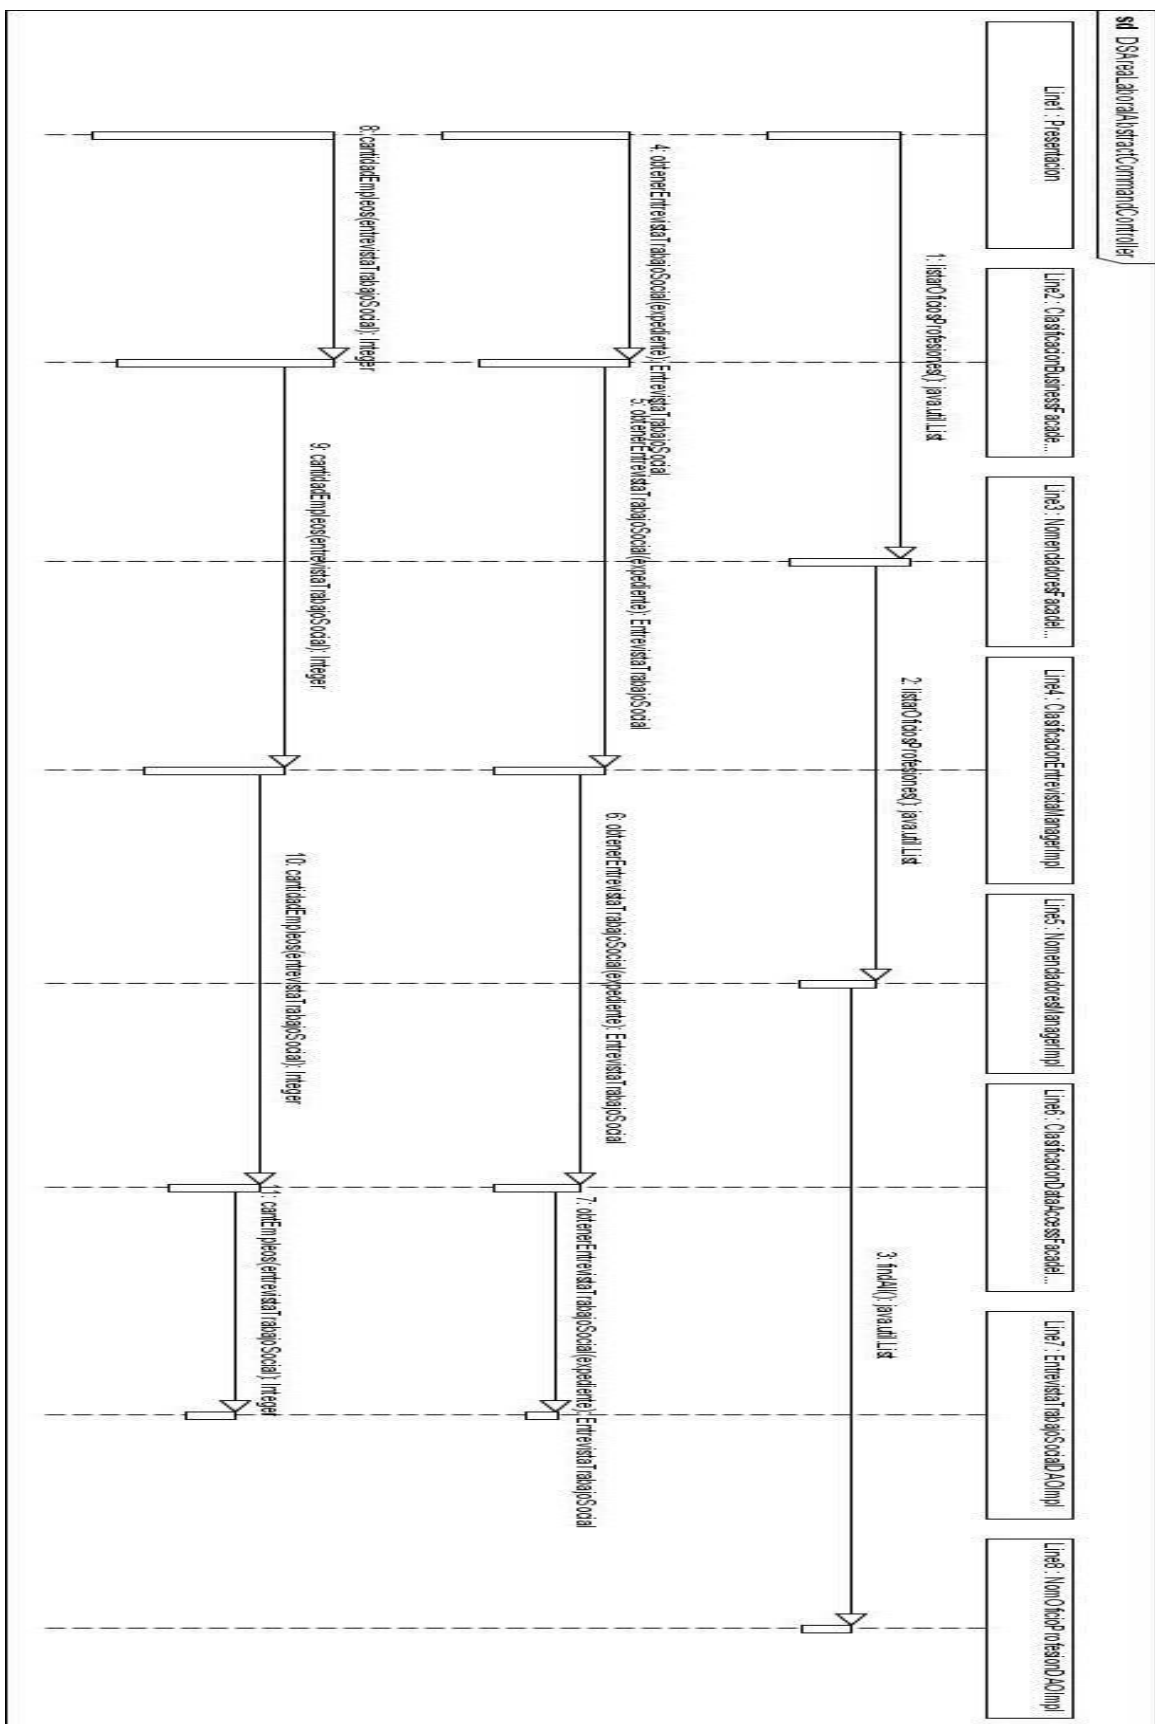 sd DSAreaLaboralAbstractCommandController
Line1 : Presentacion
Line2 : ClasificacionBusinessFacade...
Line3 : NomencladoresFacadeI...
Line4 : ClasificacionEntrevistaManagerImpl
Line5 : NomencladoresManagerImpl
Line6 : ClasificacionDataAccessFacadeI...
Line7 : EntrevistaTrabajoSocialDAOImpl
Line8 : NomOficioProfesionDAOImpl
1: listarOficiosProfesiones(): java.util.List
2: listarOficiosProfesiones(): java.util.List
3: findAll(): java.util.List
4: obtenerEntrevistaTrabajoSocial(expediente): EntrevistaTrabajoSocial
5: obtenerEntrevistaTrabajoSocial(expediente): EntrevistaTrabajoSocial
6: obtenerEntrevistaTrabajoSocial(expediente): EntrevistaTrabajoSocial
7: obtenerEntrevistaTrabajoSocial(expediente): EntrevistaTrabajoSocial
8: cantidadEmpleos(entrevistaTrabajoSocial): Integer
9: cantidadEmpleos(entrevistaTrabajoSocial): Integer
10: cantidadEmpleos(entrevistaTrabajoSocial): Integer
11: cantEmpleos(entrevistaTrabajoSocial): Integer